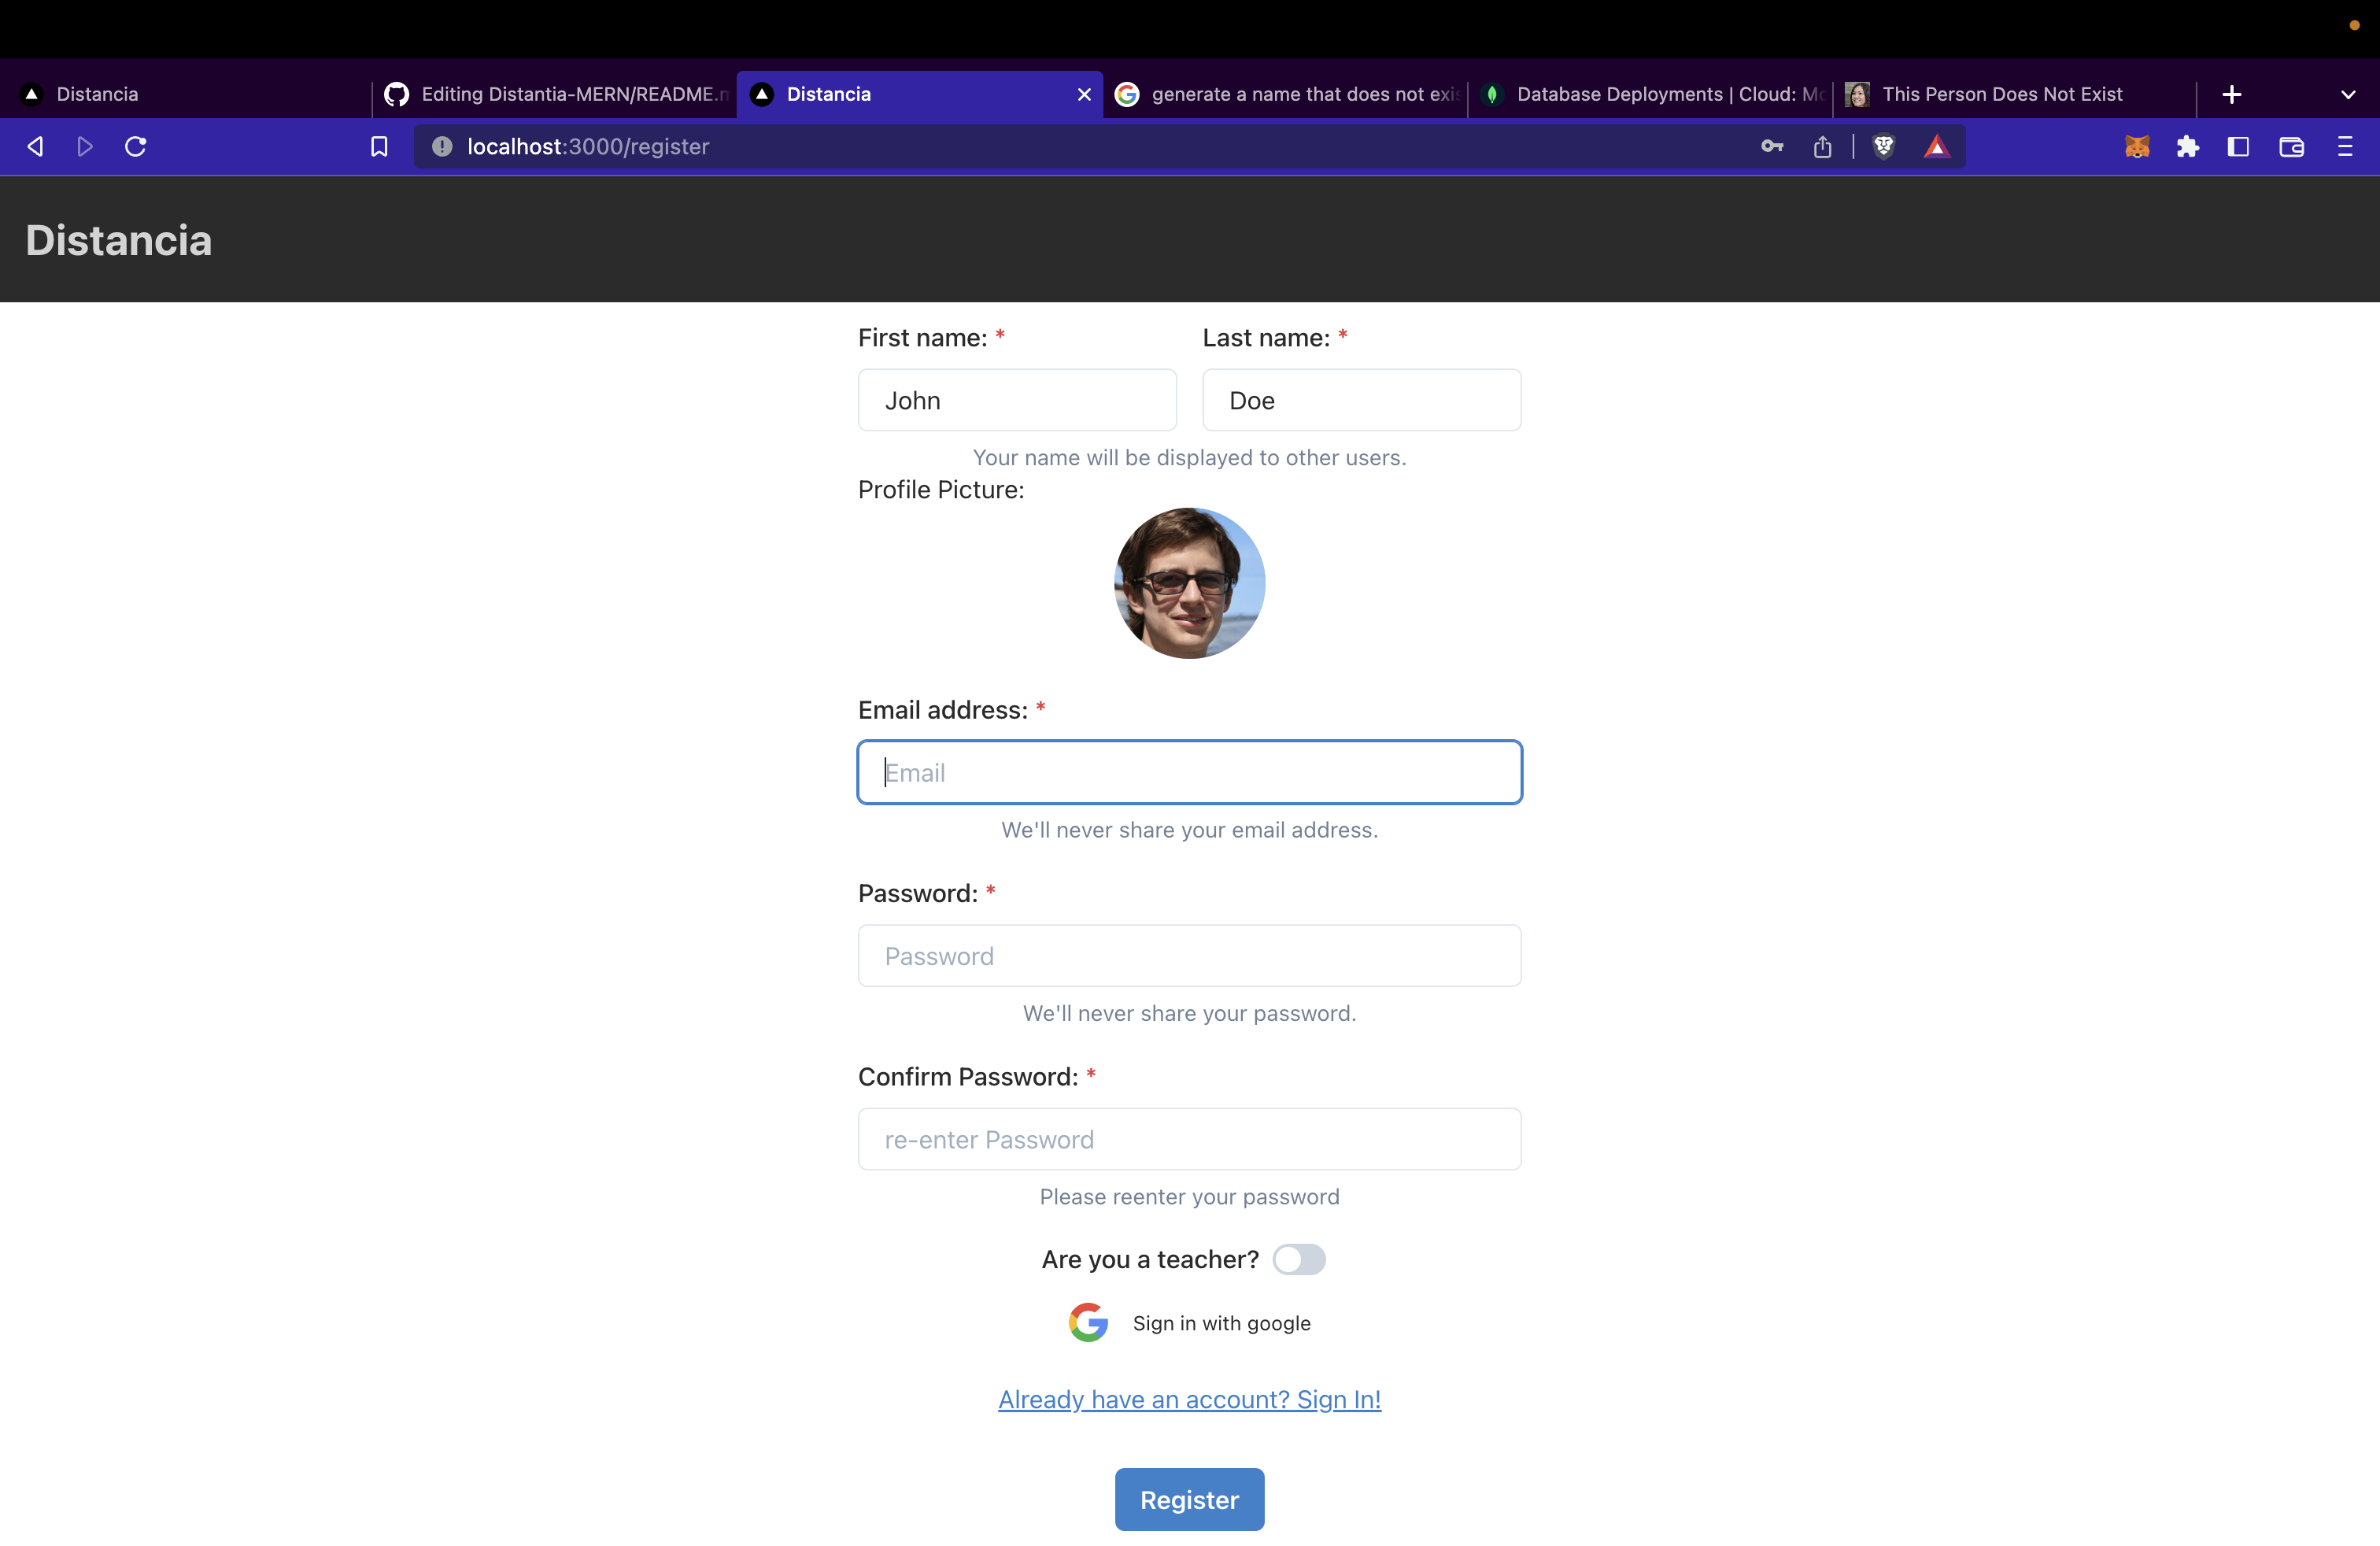 Distancia
Editing Distantia-MERN/README.
Distancia
generate a name that does not
Database Deployments | Cloud:
This Person Does Not Exist
localhost:3000/register
Distancia
First name: * Last name: *
John Doe
Your name will be displayed to other users.
Profile Picture:
Email address: *
Email
We'll never share your email address.
Password: *
Password
We'll never share your password.
Confirm Password: *
re-enter Password
Please reenter your password
Are you a teacher?
Sign in with google
Already have an account? Sign In!
Register